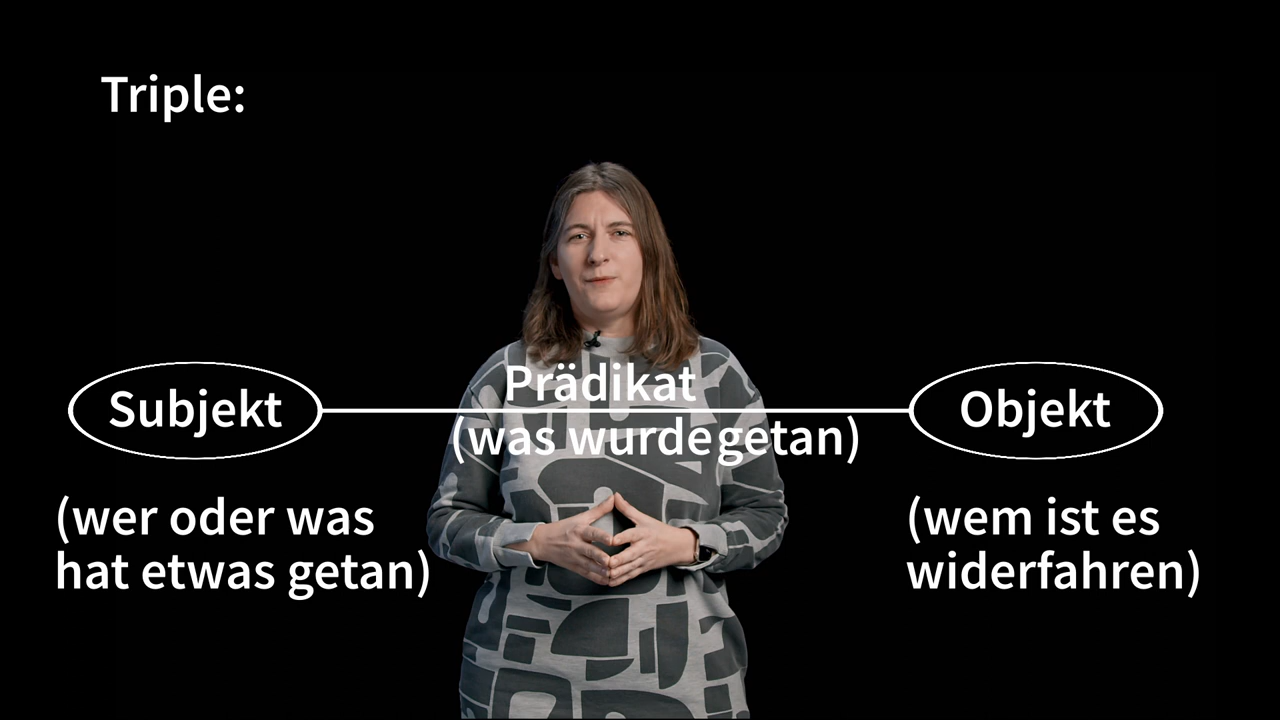 Triple:
Prädikat
Subjekt
Objekt
(was wurde getan)
(wer oder was
hat etwas getan)
(wem ist es
widerfahren)